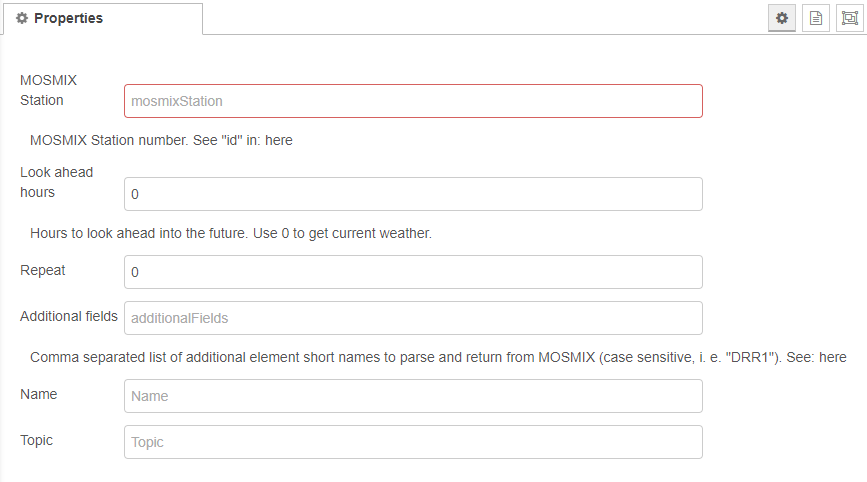 Properties
MOSMIX
Station
mosmixStation
MOSMIX Station number. See "id" in: here
Look ahead
hours
0
Hours to look ahead into the future. Use 0 to get current weather.
Repeat
0
Additional fields
additionalFields
Comma separated list of additional element short names to parse and return from MOSMIX (case sensitive, i. e. "DRR1"). See: here
Name
Name
Topic
Topic